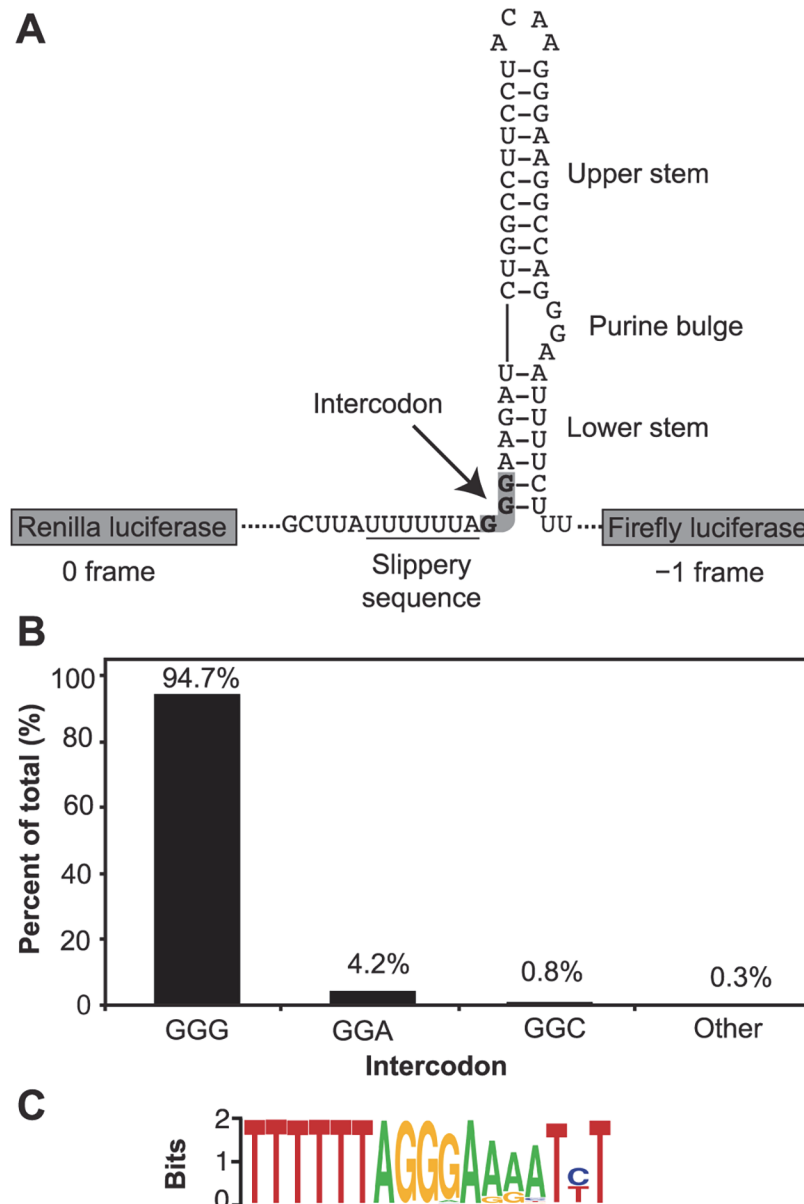 A
C A
A A
U–G
C–G
C–G
U–A
U–A
C–G
C–G
G–C
G–C
U–A
C–G
G
G
A
U–A
A–U
G–U
A–U
A–U
G–C
G–U
Upper stem
Purine bulge
Lower stem
Intercodon
Renilla luciferase
GCUUAUUUUUUAG
UU
Firefly luciferase
0 frame
Slippery
sequence
−1 frame
B
Percent of total (%)
100
80
60
40
20
0
94.7%
4.2%
0.8%
0.3%
GGG
GGA
GGC
Other
Intercodon
C
Bits
2
1
0
TTTTTTAGGGAAAATCT
GGT